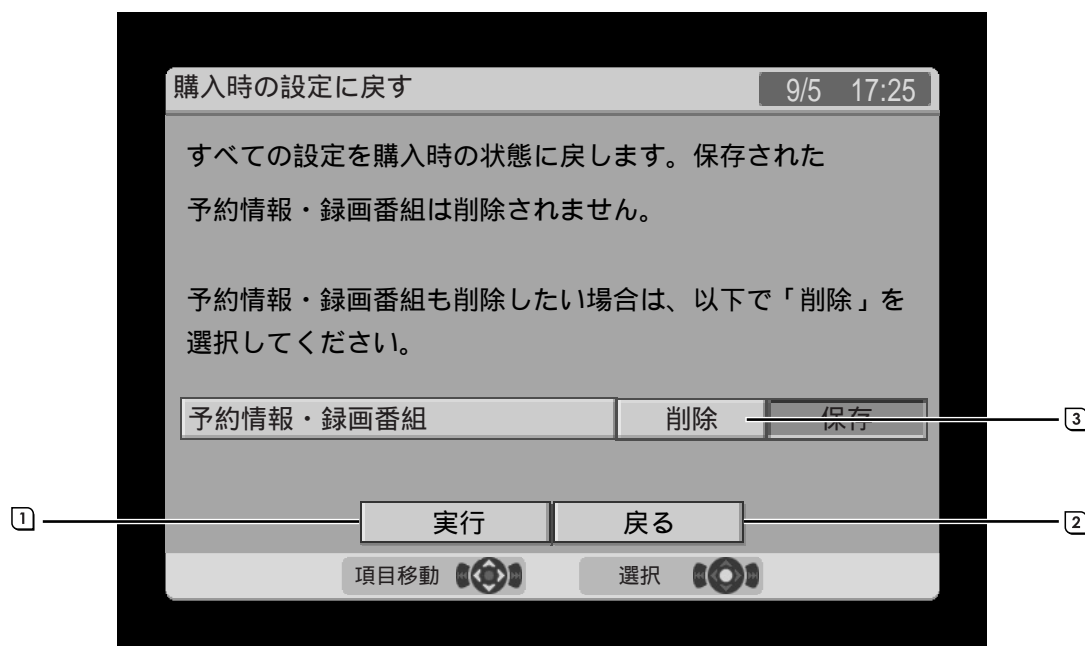 購入時の設定に戻す 9/5 17:25
すべての設定を購入時の状態に戻します。保存された
予約情報・録画番組は削除されません。
予約情報・録画番組も削除したい場合は、以下で「削除」を
選択してください。
予約情報・録画番組 削除 保存 3
1 実行 戻る 2
項目移動 選択